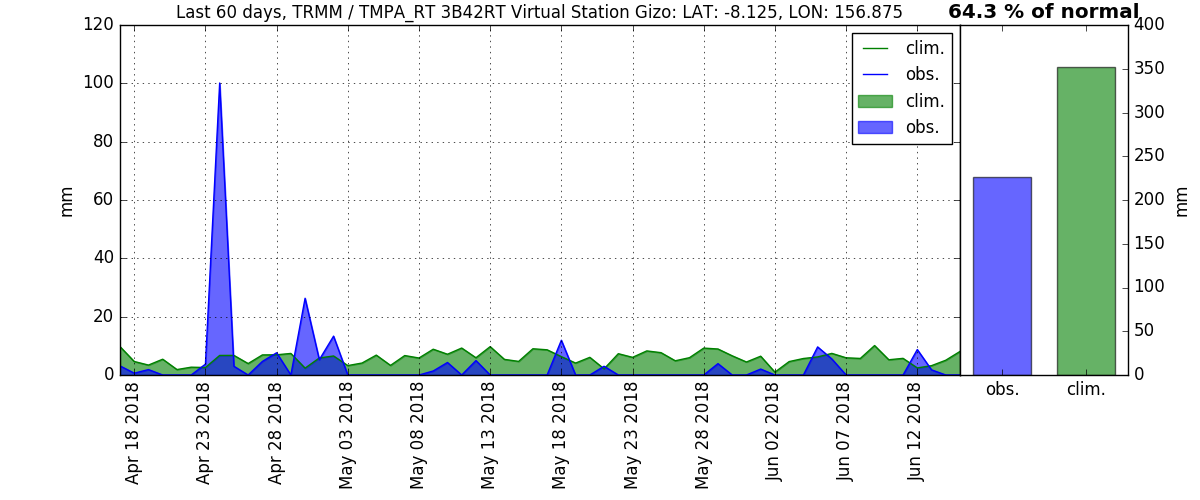 Last 60 days, TRMM / TMPA_RT 3B42RT Virtual Station Gizo: LAT: -8.125, LON: 156.875
64.3 % of normal
120
100
80
60
40
20
0
mm
clim.
obs.
clim.
obs.
Apr 18 2018
Apr 23 2018
Apr 28 2018
May 03 2018
May 08 2018
May 13 2018
May 18 2018
May 23 2018
May 28 2018
Jun 02 2018
Jun 07 2018
Jun 12 2018
400
350
300
250
200
150
100
50
0
mm
obs.
clim.